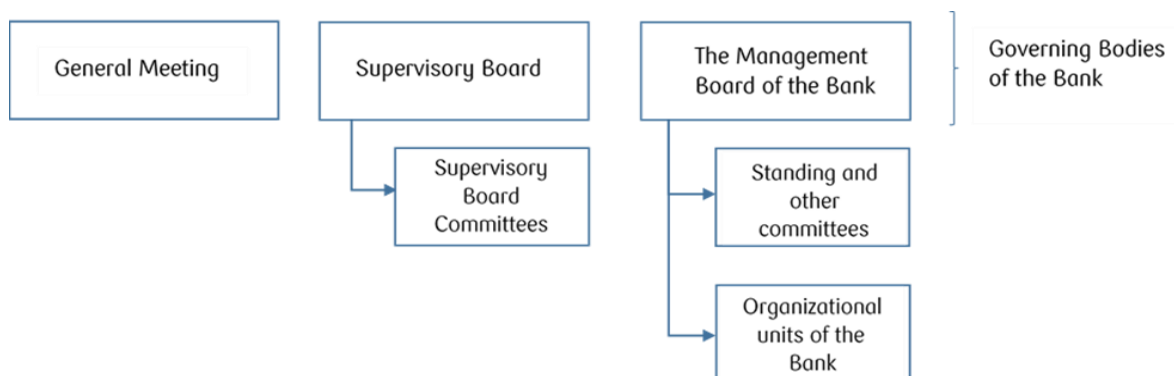 General Meeting
Supervisory Board
The Management
Board of the Bank
Governing Bodies
of the Bank
Supervisory
Board
Committees
Standing and
other
committees
Organizational
units of the
Bank